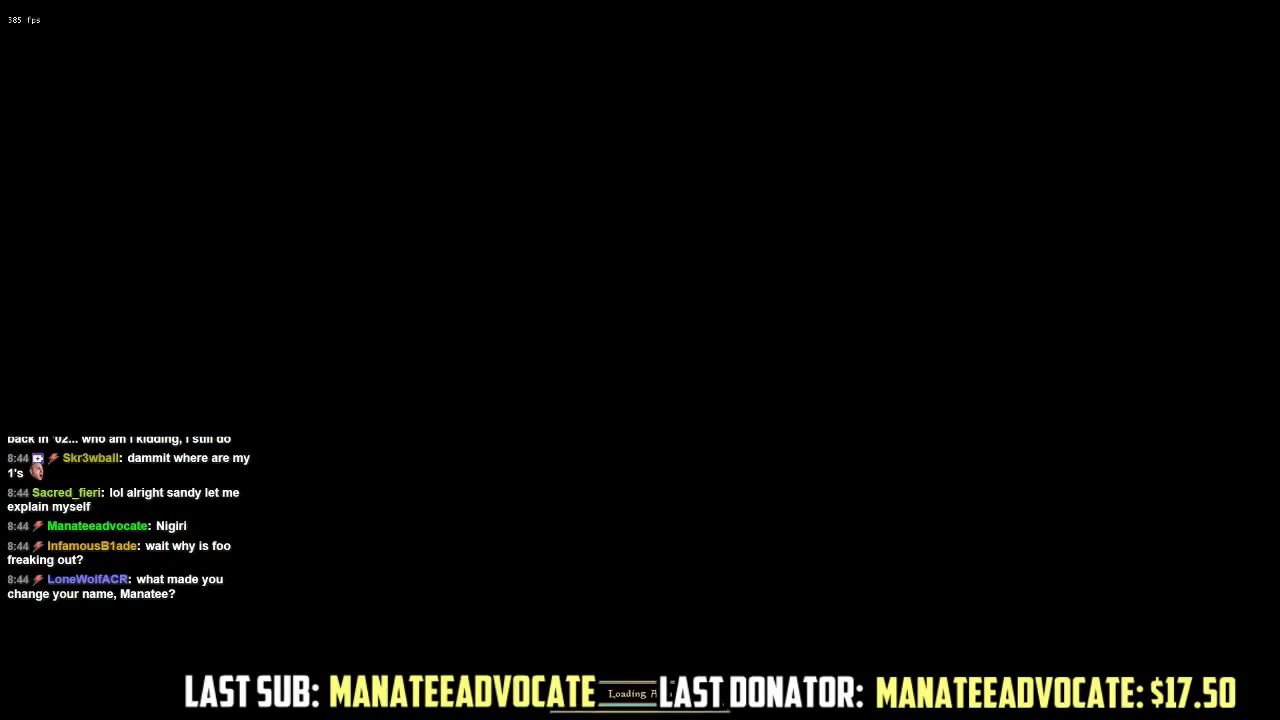 385 fps
back in '02... who am I kidding, I still do
8:44 Skr3wball: dammit where are my
1's
8:44 Sacred_fieri: lol alright sandy let me
explain myself
8:44 Manateeadvocate: Nigiri
8:44 InfamousB1ade: wait why is foo
freaking out?
8:44 LoneWolfACR: what made you
change your name, Manatee?
LAST SUB: MANATEEADVOCATE Loading LAST DONATOR: MANATEEADVOCATE: $17.50